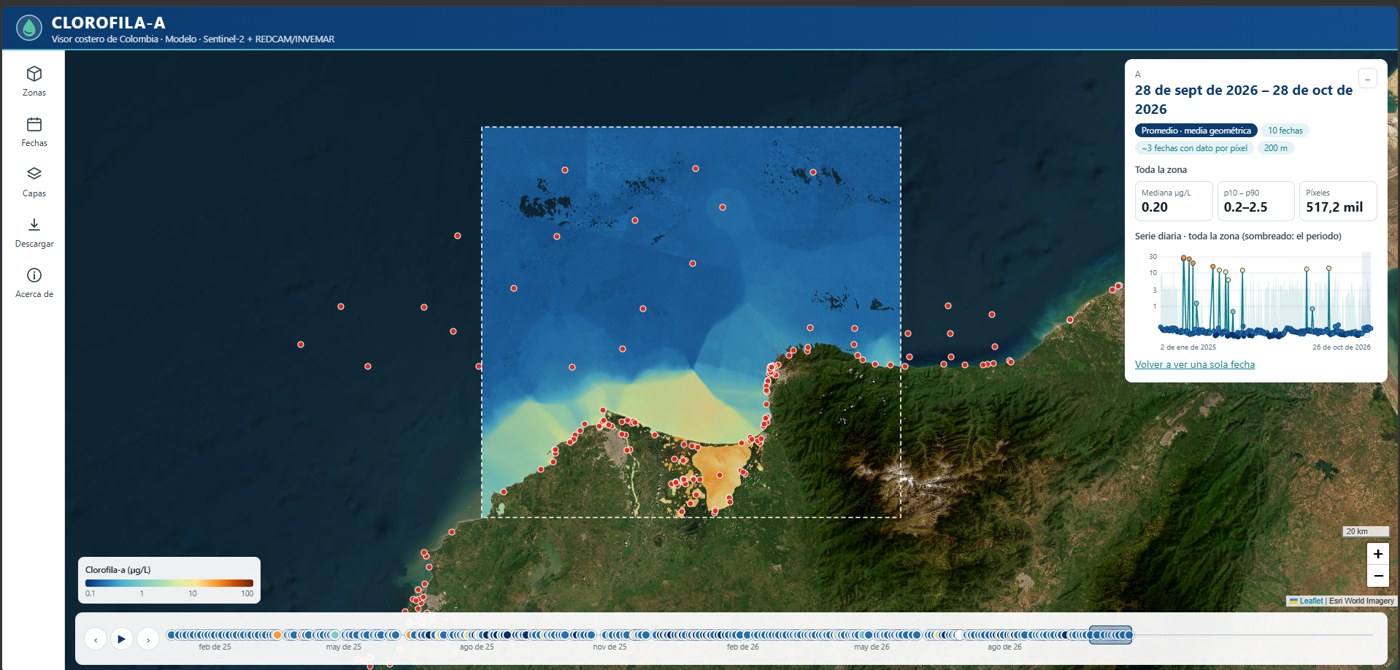 CLOROFILA-A
Visor costero de Colombia · Modelo · Sentinel-2 + REDCAM/INVEMAR
Zonas
Fechas
Capas
Descargar
Acerca de
A
–
28 de sept de 2026 – 28 de oct de
2026
Promedio · media geométrica
10 fechas
~3 fechas con dato por píxel
200 m
Toda la zona
Mediana µg/L
0.20
p10 – p90
0.2–2.5
Píxeles
517,2 mil
Serie diaria · toda la zona (sombreado: el periodo)
30
10
3
1
2 de ene de 2025
26 de oct de 2026
Volver a ver una sola fecha
20 km
+
−
Leaflet | Esri World Imagery
Clorofila-a (µg/L)
0.1
1
10
100
‹
›
feb de 25
may de 25
ago de 25
nov de 25
feb de 26
may de 26
ago de 26